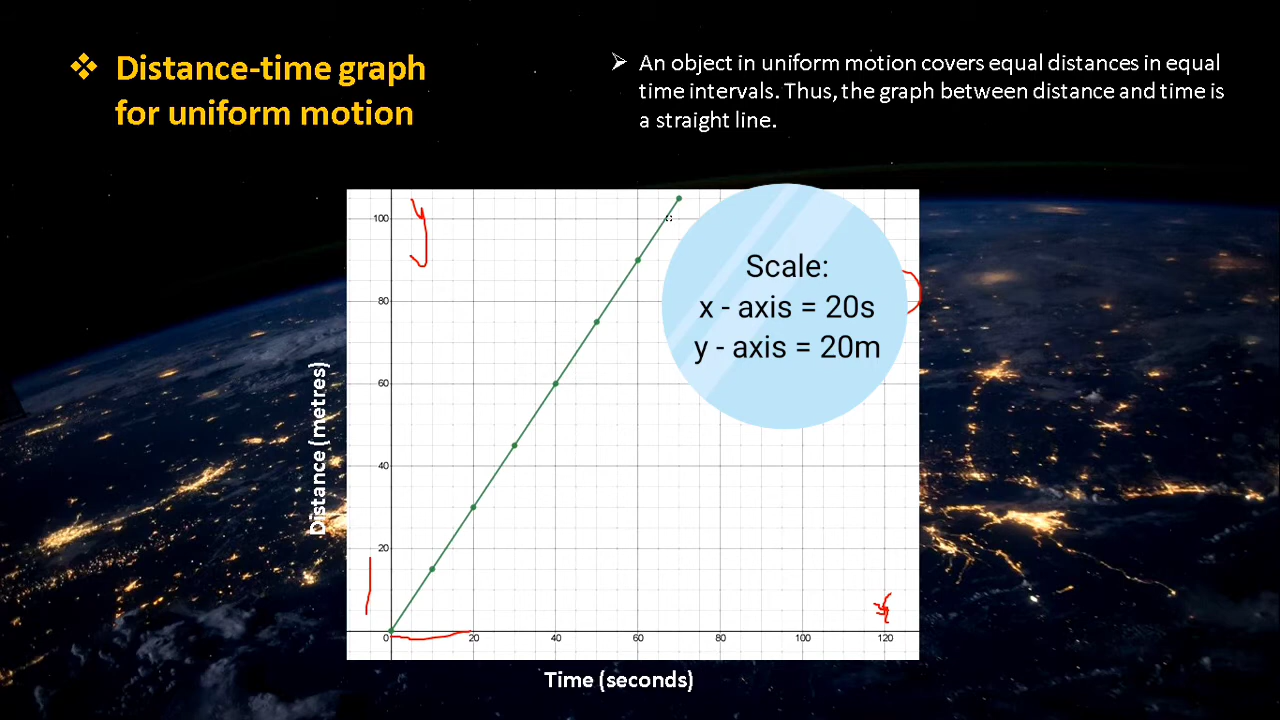 ❖ Distance-time graph
for uniform motion
➢ An object in uniform motion covers equal distances in equal
time intervals. Thus, the graph between distance and time is
a straight line.
y
100
80
60
40
20
0
20
40
60
80
100
120
Scale:
x - axis = 20s
y - axis = 20m
Distance (metres)
Time (seconds)